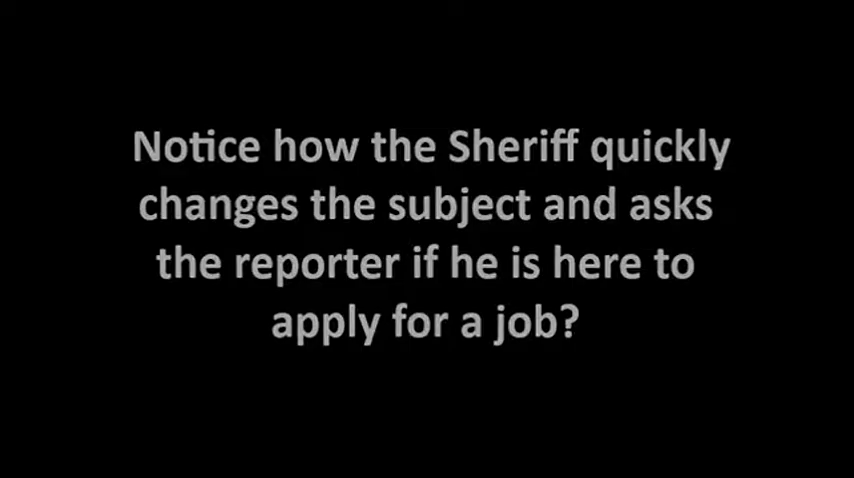 Notice how the Sheriff quickly
changes the subject and asks
the reporter if he is here to
apply for a job?